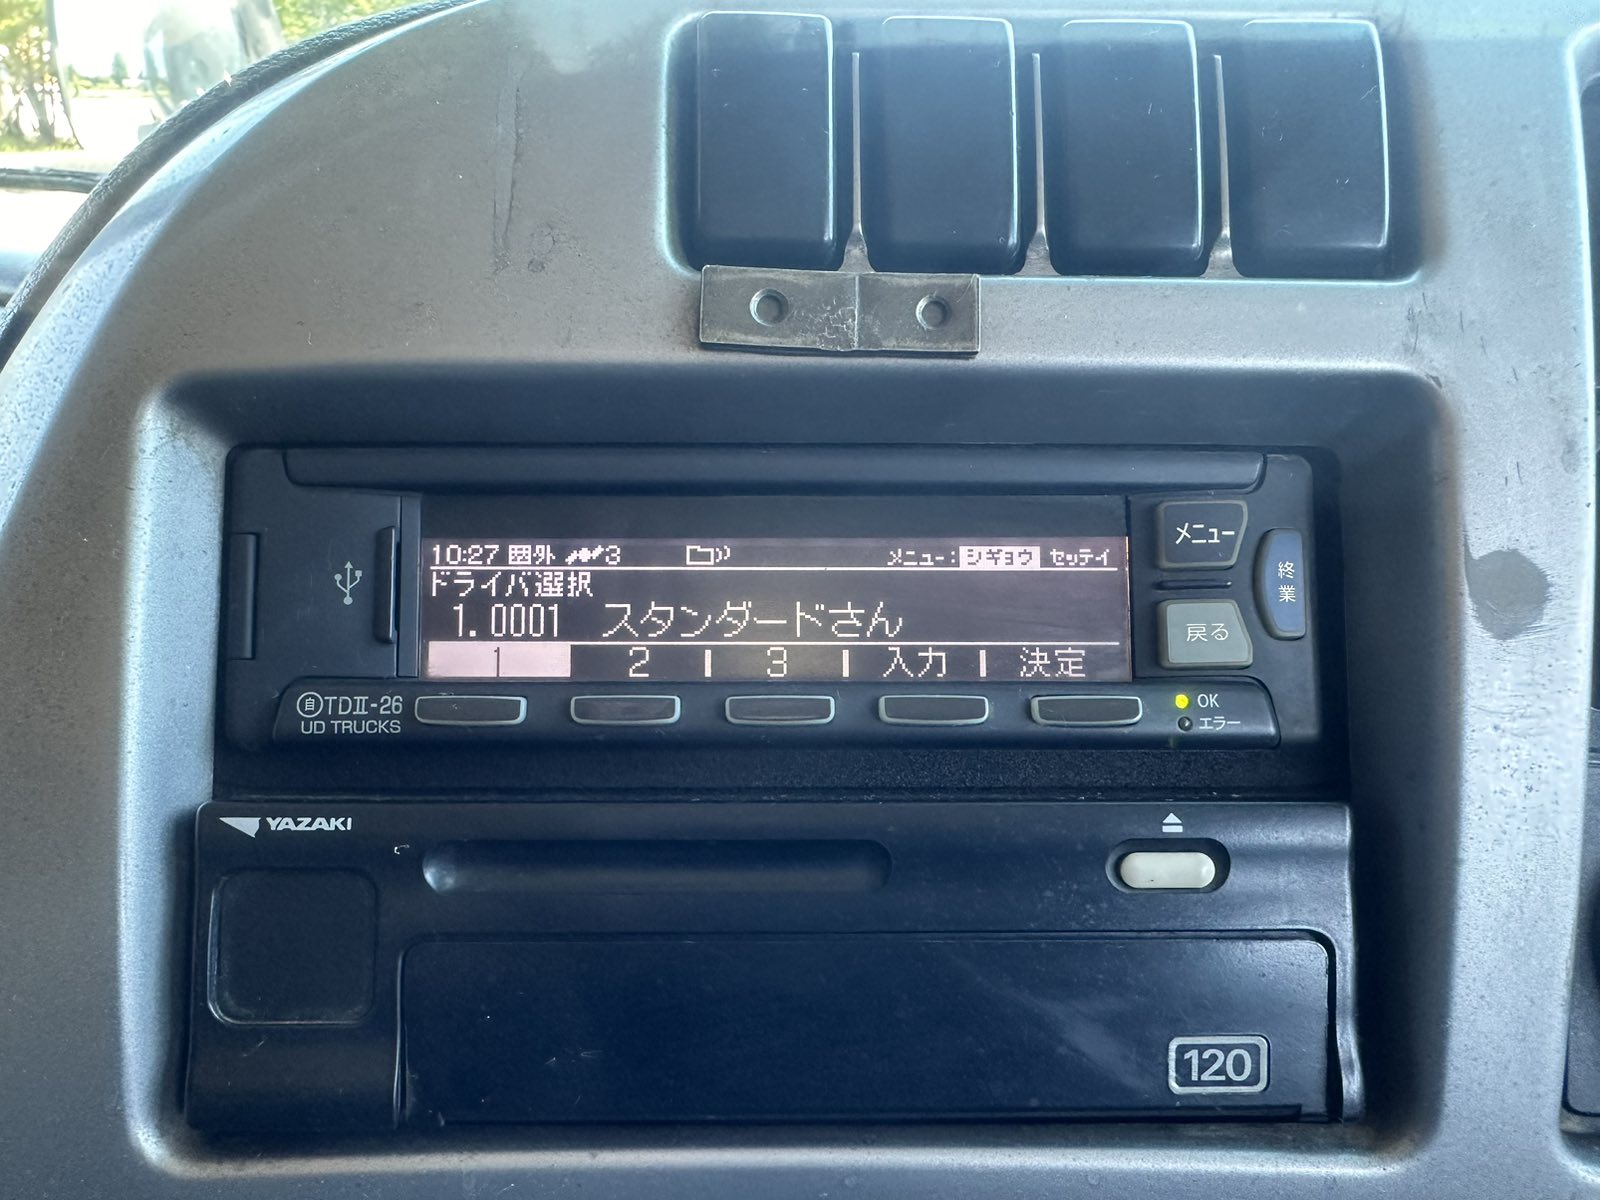 10:27 圏外 3 メニュー: シギョウ セッテイ
ドライバ選択
1.0001 スタンダードさん
1 2 3 入力 決定
メニュー
戻る
終業
自 TDⅡ-26
UD TRUCKS
OK
エラー
YAZAKI
120